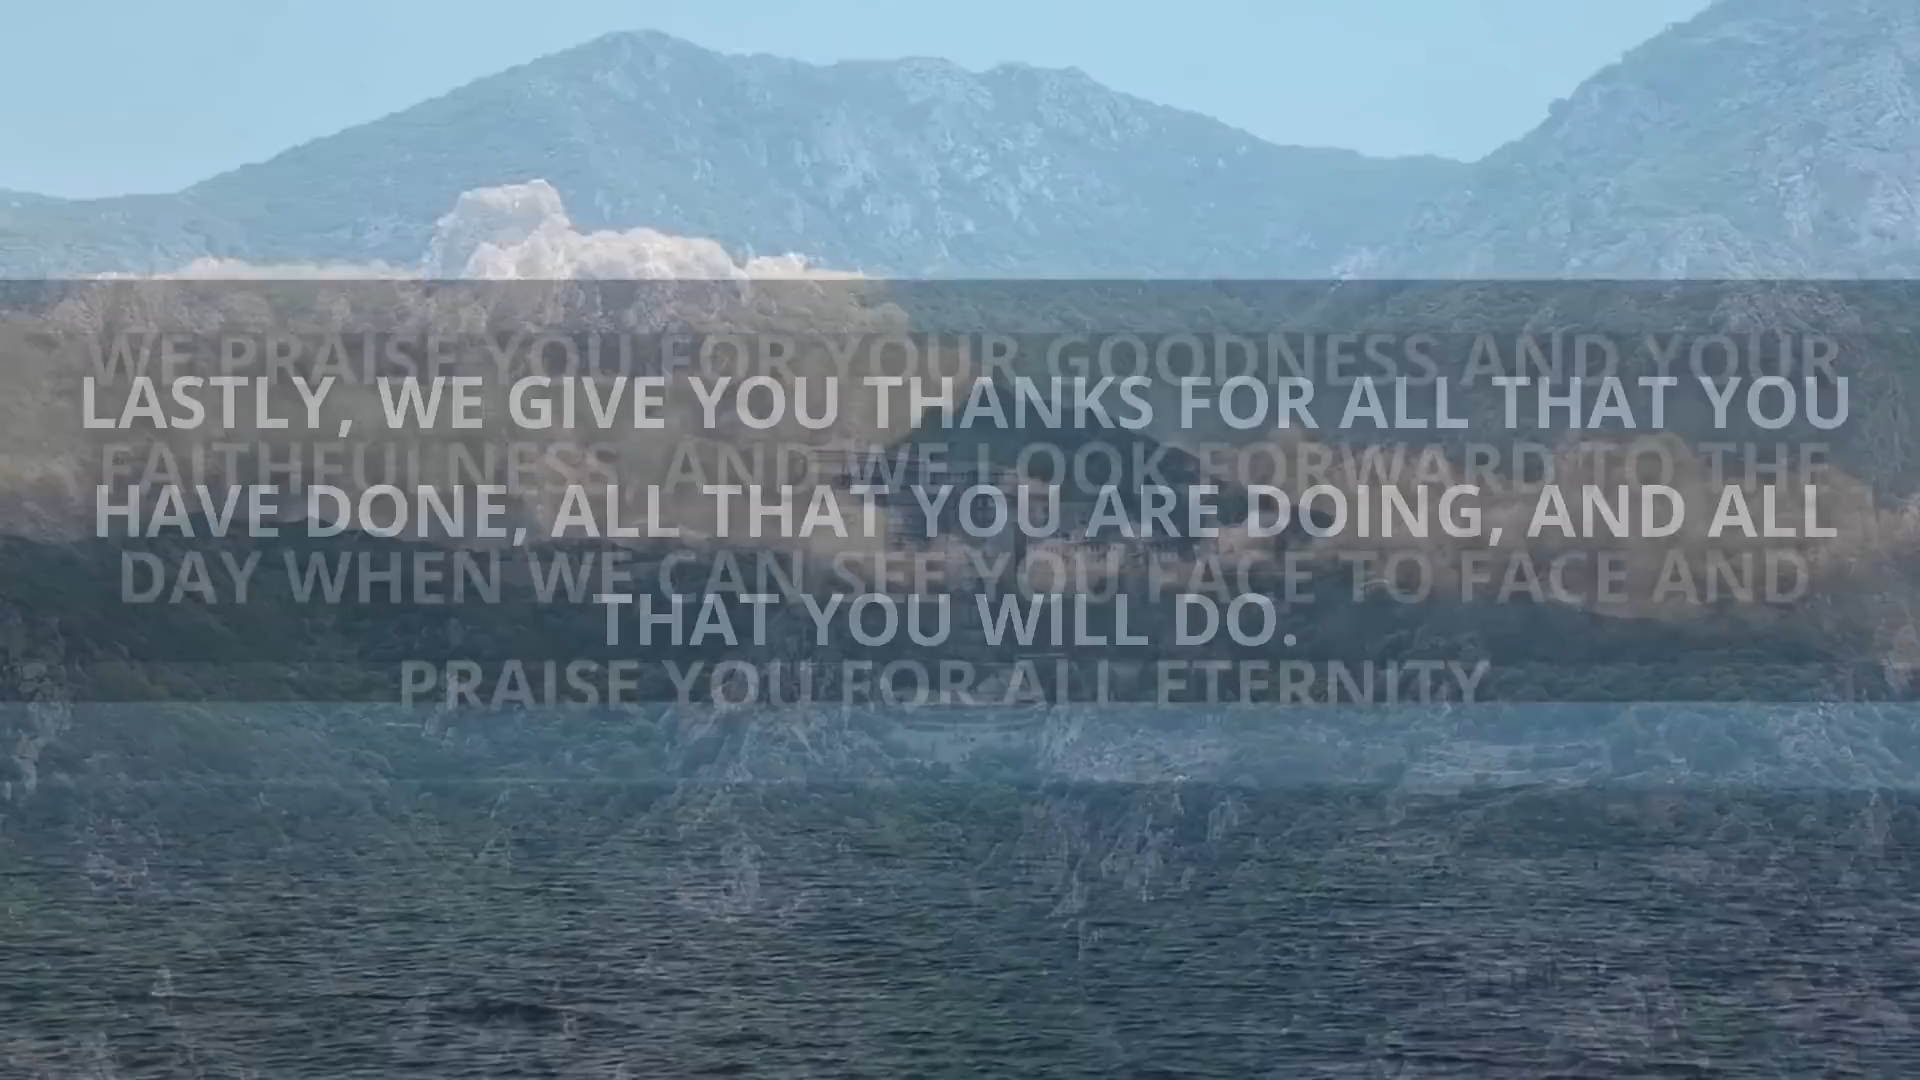 WE PRAISE YOU FOR YOUR GOODNESS AND YOUR
LASTLY, WE GIVE YOU THANKS FOR ALL THAT YOU
FAITHFULNESS, AND WE LOOK FORWARD TO THE
HAVE DONE, ALL THAT YOU ARE DOING, AND ALL
DAY WHEN WE CAN SEE YOU FACE TO FACE AND
THAT YOU WILL DO.
PRAISE YOU FOR ALL ETERNITY